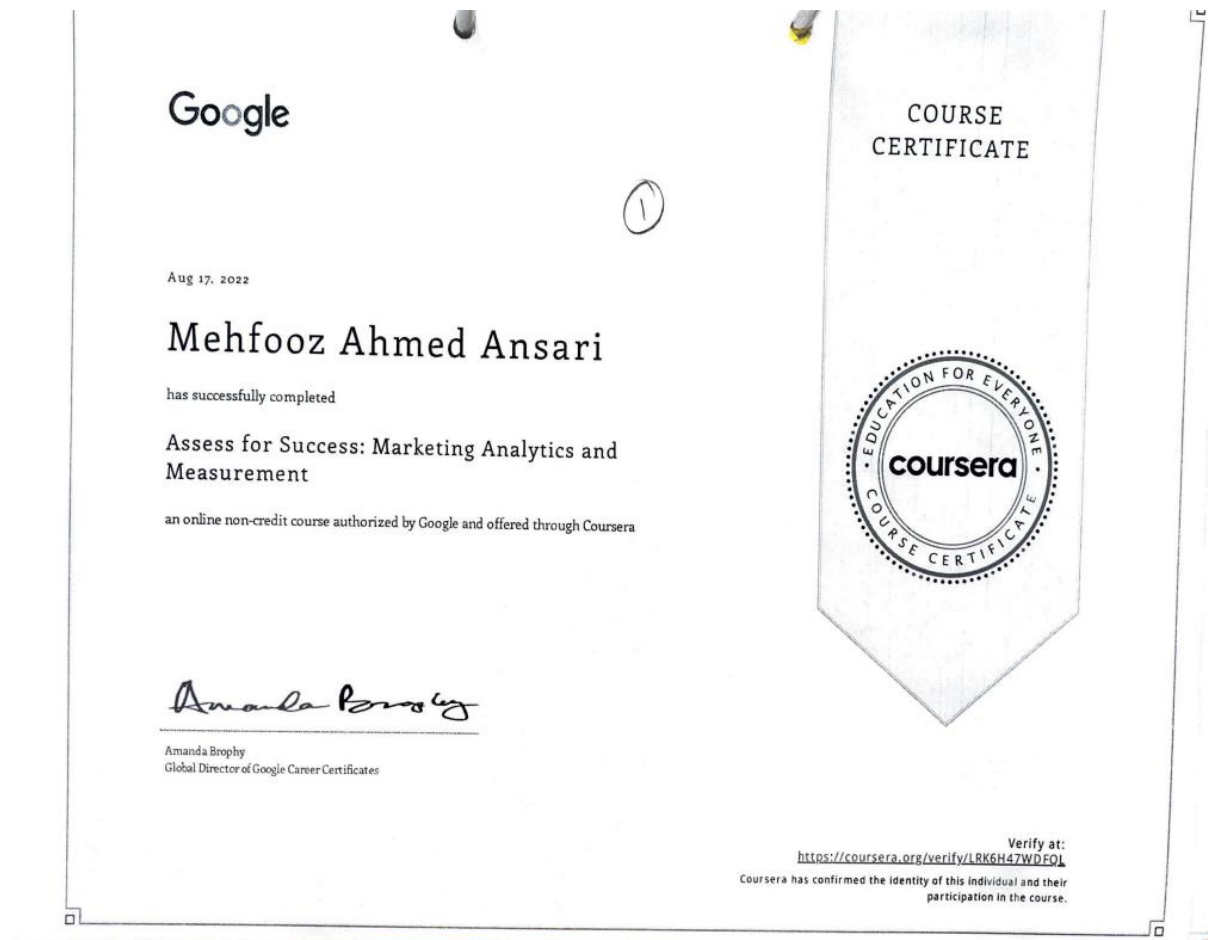 Google
COURSE
CERTIFICATE
1
Aug 17, 2022
Mehfooz Ahmed Ansari
has successfully completed
Assess for Success: Marketing Analytics and
Measurement
an online non-credit course authorized by Google and offered through Coursera
EDUCATION FOR EVERYONE
coursera
COURSE CERTIFICATE
Amanda Brophy
Amanda Brophy
Global Director of Google Career Certificates
Verify at:
https://coursera.org/verify/LRK6H47WDFQL
Coursera has confirmed the identity of this individual and their
participation in the course.